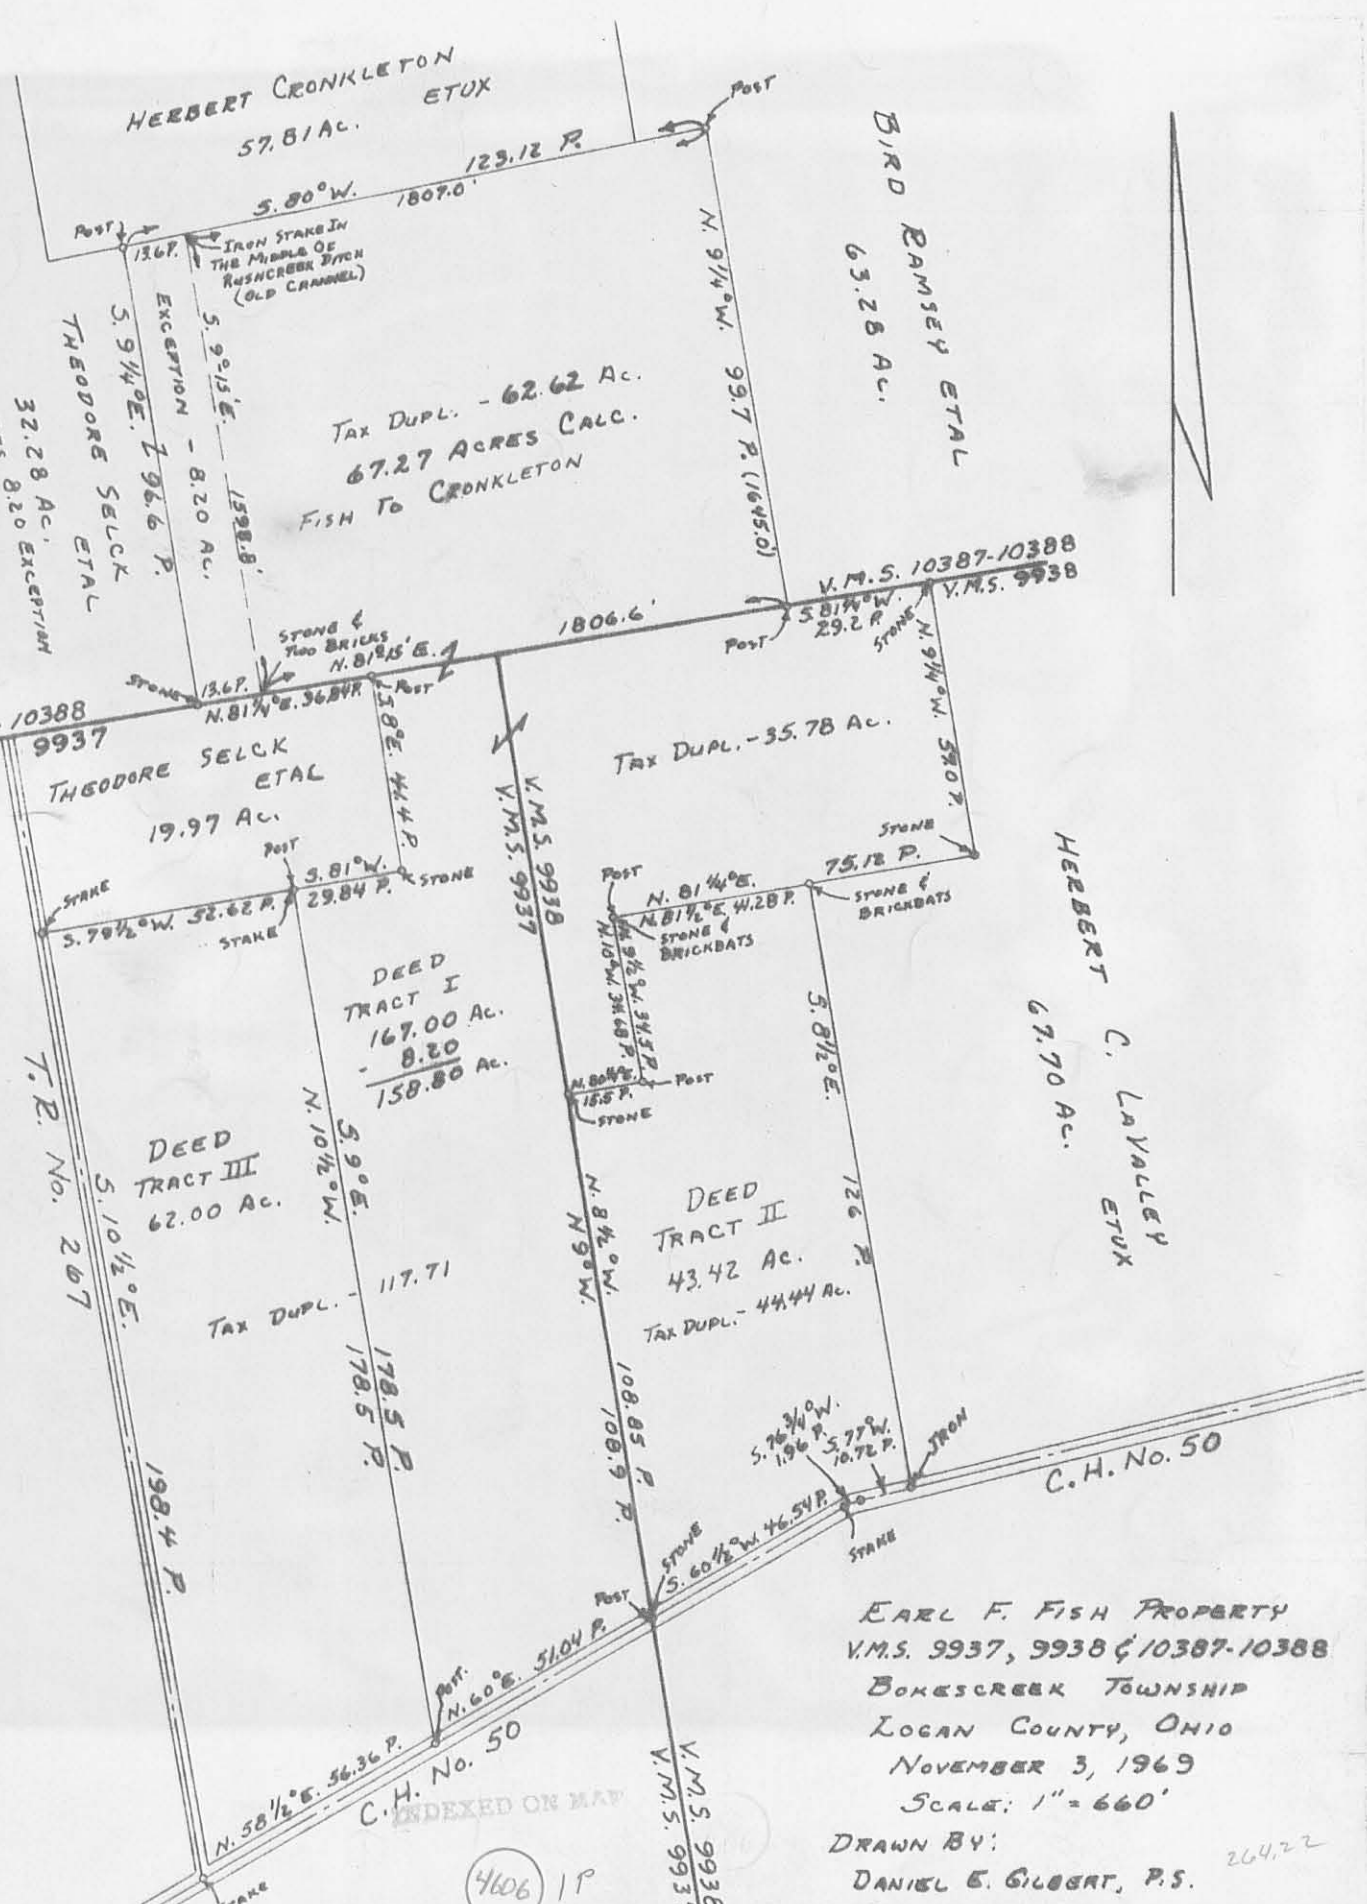 HERBERT CRONKLETON
ETUX
57.81 Ac.
POST
123.12 P.
S. 80° W.
1807.0'
POST
13.6 P.
IRON STAKE IN
THE MIDDLE OF
RUSHCREEK DITCH
(OLD CHANNEL)
BIRD RAMSEY ETAL
63.28 Ac.
N. 9 1/4° W. 99.7 P. (1645.0')
S. 9°-15' E. 1598.8'
EXCEPTION - 8.20 Ac.
S. 9 1/4° E. 96.6 P.
THEODORE SELCK
ETAL
32.28 Ac.
8.20 EXCEPTION
TAX DUPL. - 62.62 Ac.
67.27 ACRES CALC.
FISH TO CRONKLETON
V.M.S. 10387-10388
V.M.S. 9938
S. 81 1/4° W.
29.2 P.
STONE
POST
1806.6'
STONE &
TWO BRICKS
N. 81°15' E.
STONE
13.6 P.
N. 81 1/4° E. 36.84 P.
POST
10388
9937
THEODORE SELCK
ETAL
19.97 Ac.
S. 8° E. 44.4 P.
V.M.S. 9938
V.M.S. 9937
TAX DUPL. - 35.78 Ac.
N. 9 1/4° W. 59.0 P.
STONE
POST
S. 81° W.
29.84 P.
STONE
STAKE
S. 79 1/2° W. 52.62 P.
STAKE
POST
N. 81 1/4° E.
75.12 P.
N. 81 1/2° E. 41.28 P.
STONE &
BRICKBATS
STONE &
BRICKBATS
N. 9 1/2° W. 34.5 P.
N. 10° W. 34.68 P.
HERBERT C. LAVALLEY
ETUX
67.70 Ac.
DEED
TRACT I
167.00 Ac.
- 8.20
158.80 Ac.
15.5 P.
POST
STONE
S. 8 1/2° E. 126 P.
T. R. No. 267
S. 10 1/2° E. 198.4 P.
DEED
TRACT III
62.00 Ac.
S. 9° E. 178.5 P.
N. 10 1/2° W. 178.5 P.
TAX DUPL. - 117.71
N. 8 1/2° W. 108.85 P.
N 9° W. 108.9 P.
DEED
TRACT II
43.42 Ac.
TAX DUPL. - 44.44 Ac.
S. 76 3/4° W.
1.96 P.
S. 77° W.
10.72 P.
IRON
C. H. No. 50
STAKE
S. 60 1/2° W. 46.54 P.
STONE
POST
N. 60° E. 51.04 P.
POST.
N. 58 1/2° E. 56.36 P.
C. H. No. 50
STAKE
INDEXED ON MAP
4606 1P
V.M.S. 9938
V.M.S. 9937
EARL F. FISH PROPERTY
V.M.S. 9937, 9938 & 10387-10388
BOKESCREEK TOWNSHIP
LOGAN COUNTY, OHIO
NOVEMBER 3, 1969
SCALE: 1" = 660'
DRAWN BY:
DANIEL E. GILBERT, P.S.
264.22